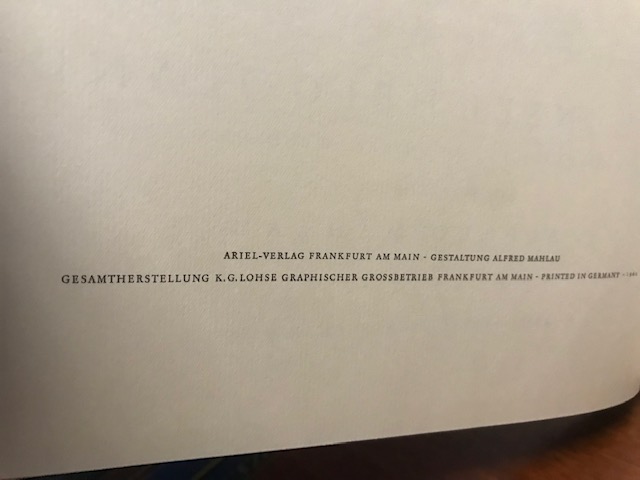 ARIEL-VERLAG FRANKFURT AM MAIN - GESTALTUNG ALFRED MAHLAU
GESAMTHERSTELLUNG K.G.LOHSE GRAPHISCHER GROSSBETRIEB FRANKFURT AM MAIN - PRINTED IN GERMANY -